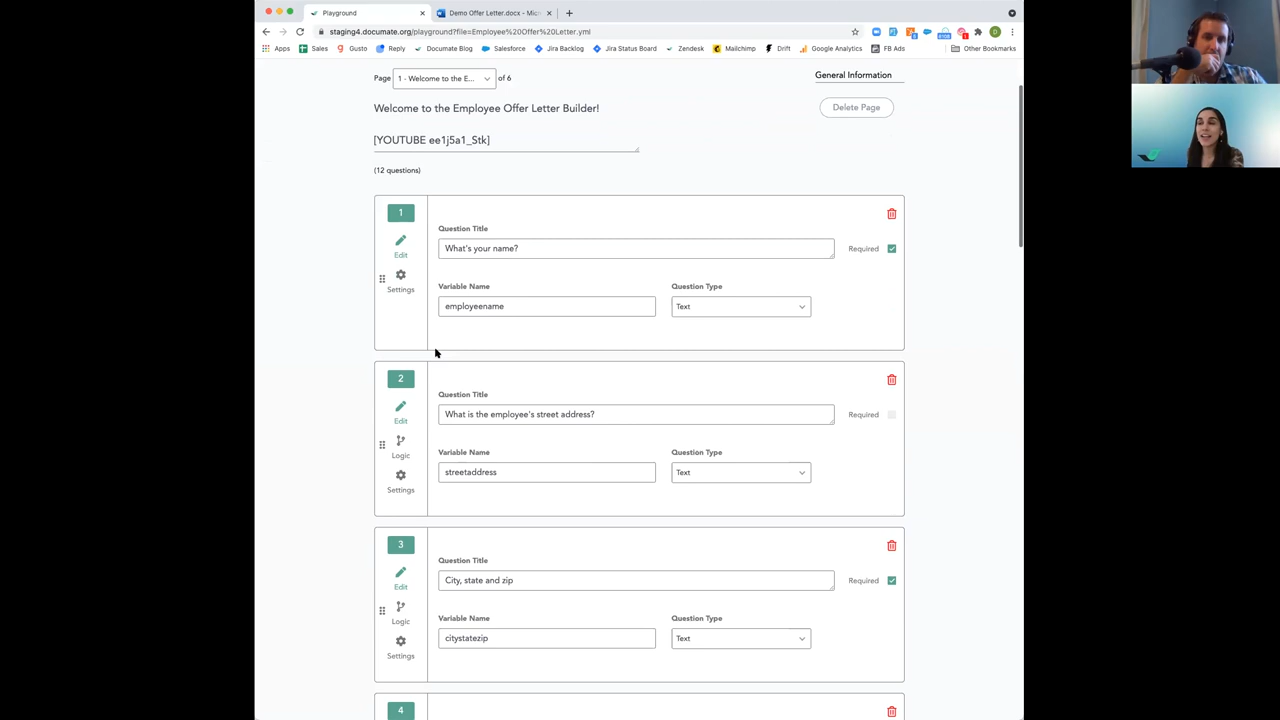 Playground
Demo Offer Letter.docx - Micr
staging4.documate.org/playground?file=Employee%20Offer%20Letter.yml
Apps
Sales
Gusto
Reply
Documate Blog
Salesforce
Jira Backlog
Jira Status Board
Zendesk
Mailchimp
Drift
Google Analytics
FB Ads
Other Bookmarks
Page
1 - Welcome to the E...
of 6
General Information
Welcome to the Employee Offer Letter Builder!
Delete Page
[YOUTUBE ee1j5a1_Stk]
(12 questions)
1
Edit
Settings
Question Title
What's your name?
Required
Variable Name
Question Type
employeename
Text
2
Edit
Logic
Settings
Question Title
What is the employee's street address?
Required
Variable Name
Question Type
streetaddress
Text
3
Edit
Logic
Settings
Question Title
City, state and zip
Required
Variable Name
Question Type
citystatezip
Text
4